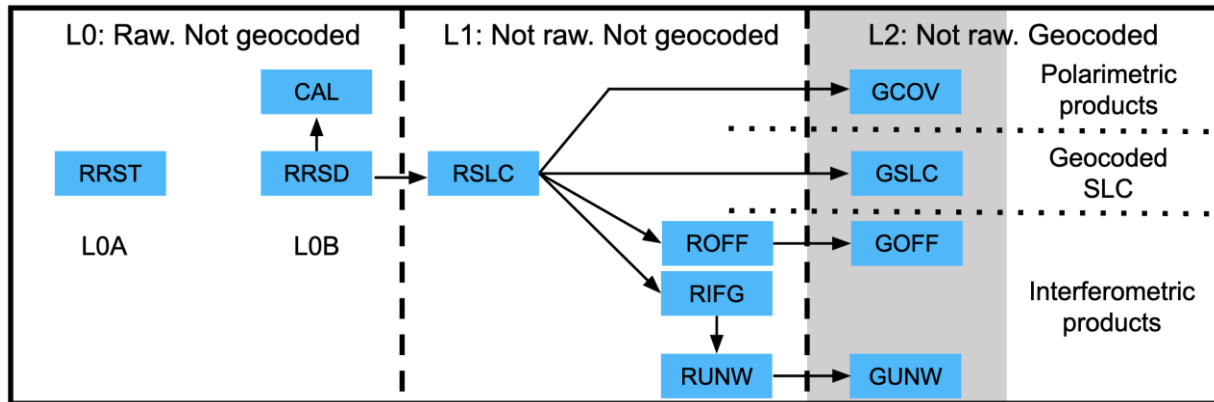 L0: Raw. Not geocoded
L1: Not raw. Not geocoded
L2: Not raw. Geocoded
CAL
GCOV
Polarimetric
products
RRST
RRSD
RSLC
GSLC
Geocoded
SLC
L0A
L0B
ROFF
GOFF
RIFG
Interferometric
products
RUNW
GUNW